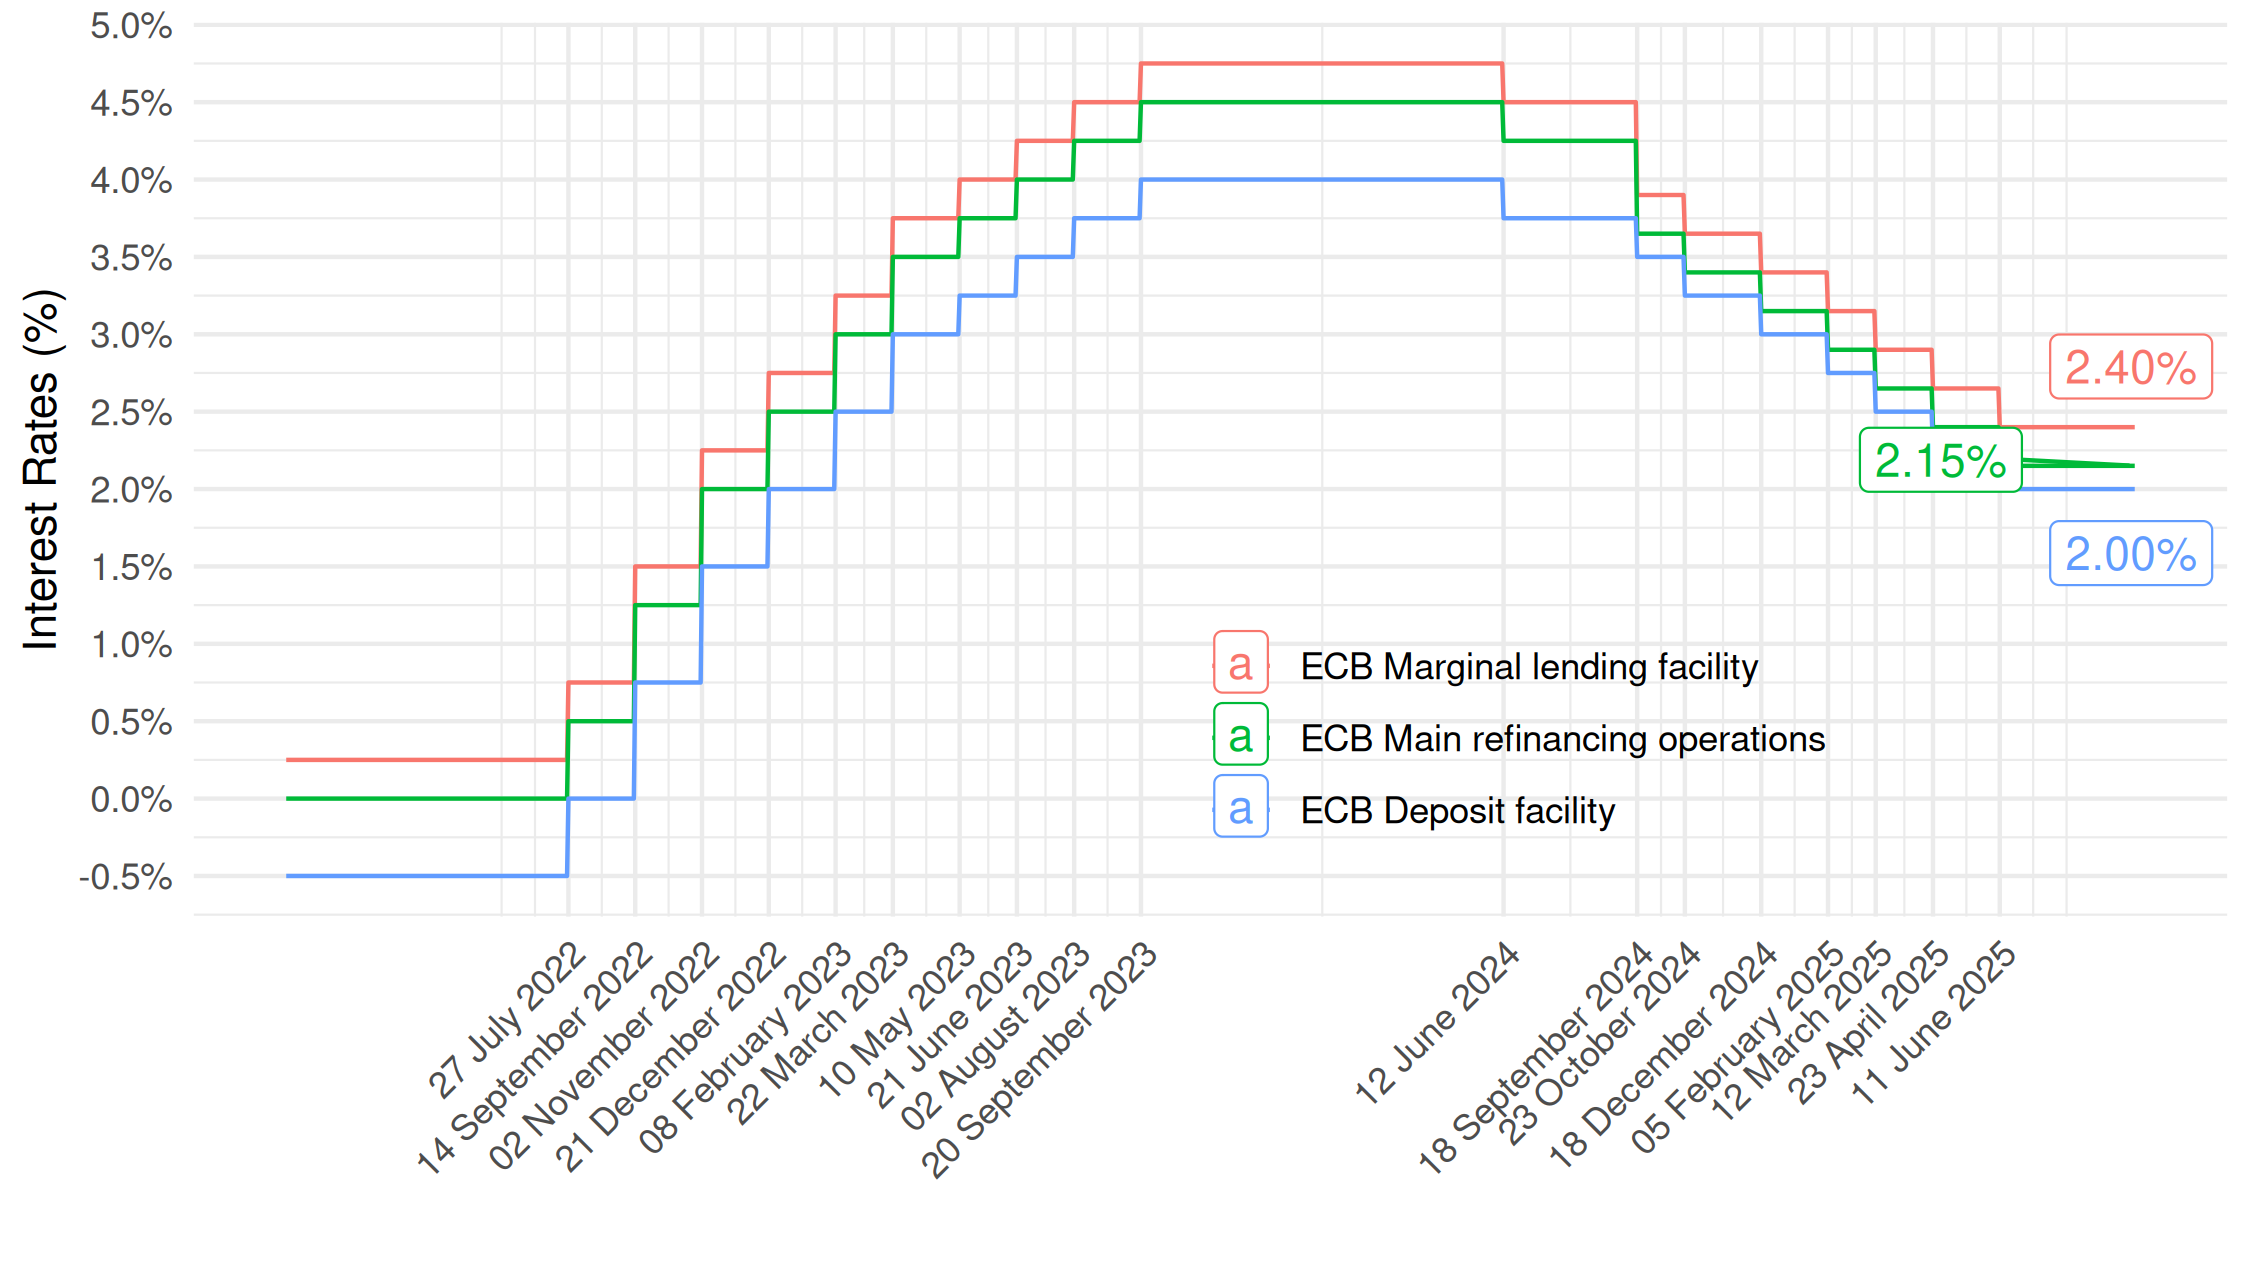 5.0%
4.5%
4.0%
3.5%
3.0%
2.5%
2.0%
1.5%
1.0%
0.5%
0.0%
-0.5%
Interest Rates (%)
2.40%
2.15%
2.00%
a ECB Marginal lending facility
a ECB Main refinancing operations
a ECB Deposit facility
27 July 2022
14 September 2022
02 November 2022
21 December 2022
08 February 2023
22 March 2023
10 May 2023
21 June 2023
02 August 2023
20 September 2023
12 June 2024
18 September 2024
23 October 2024
18 December 2024
05 February 2025
12 March 2025
23 April 2025
11 June 2025